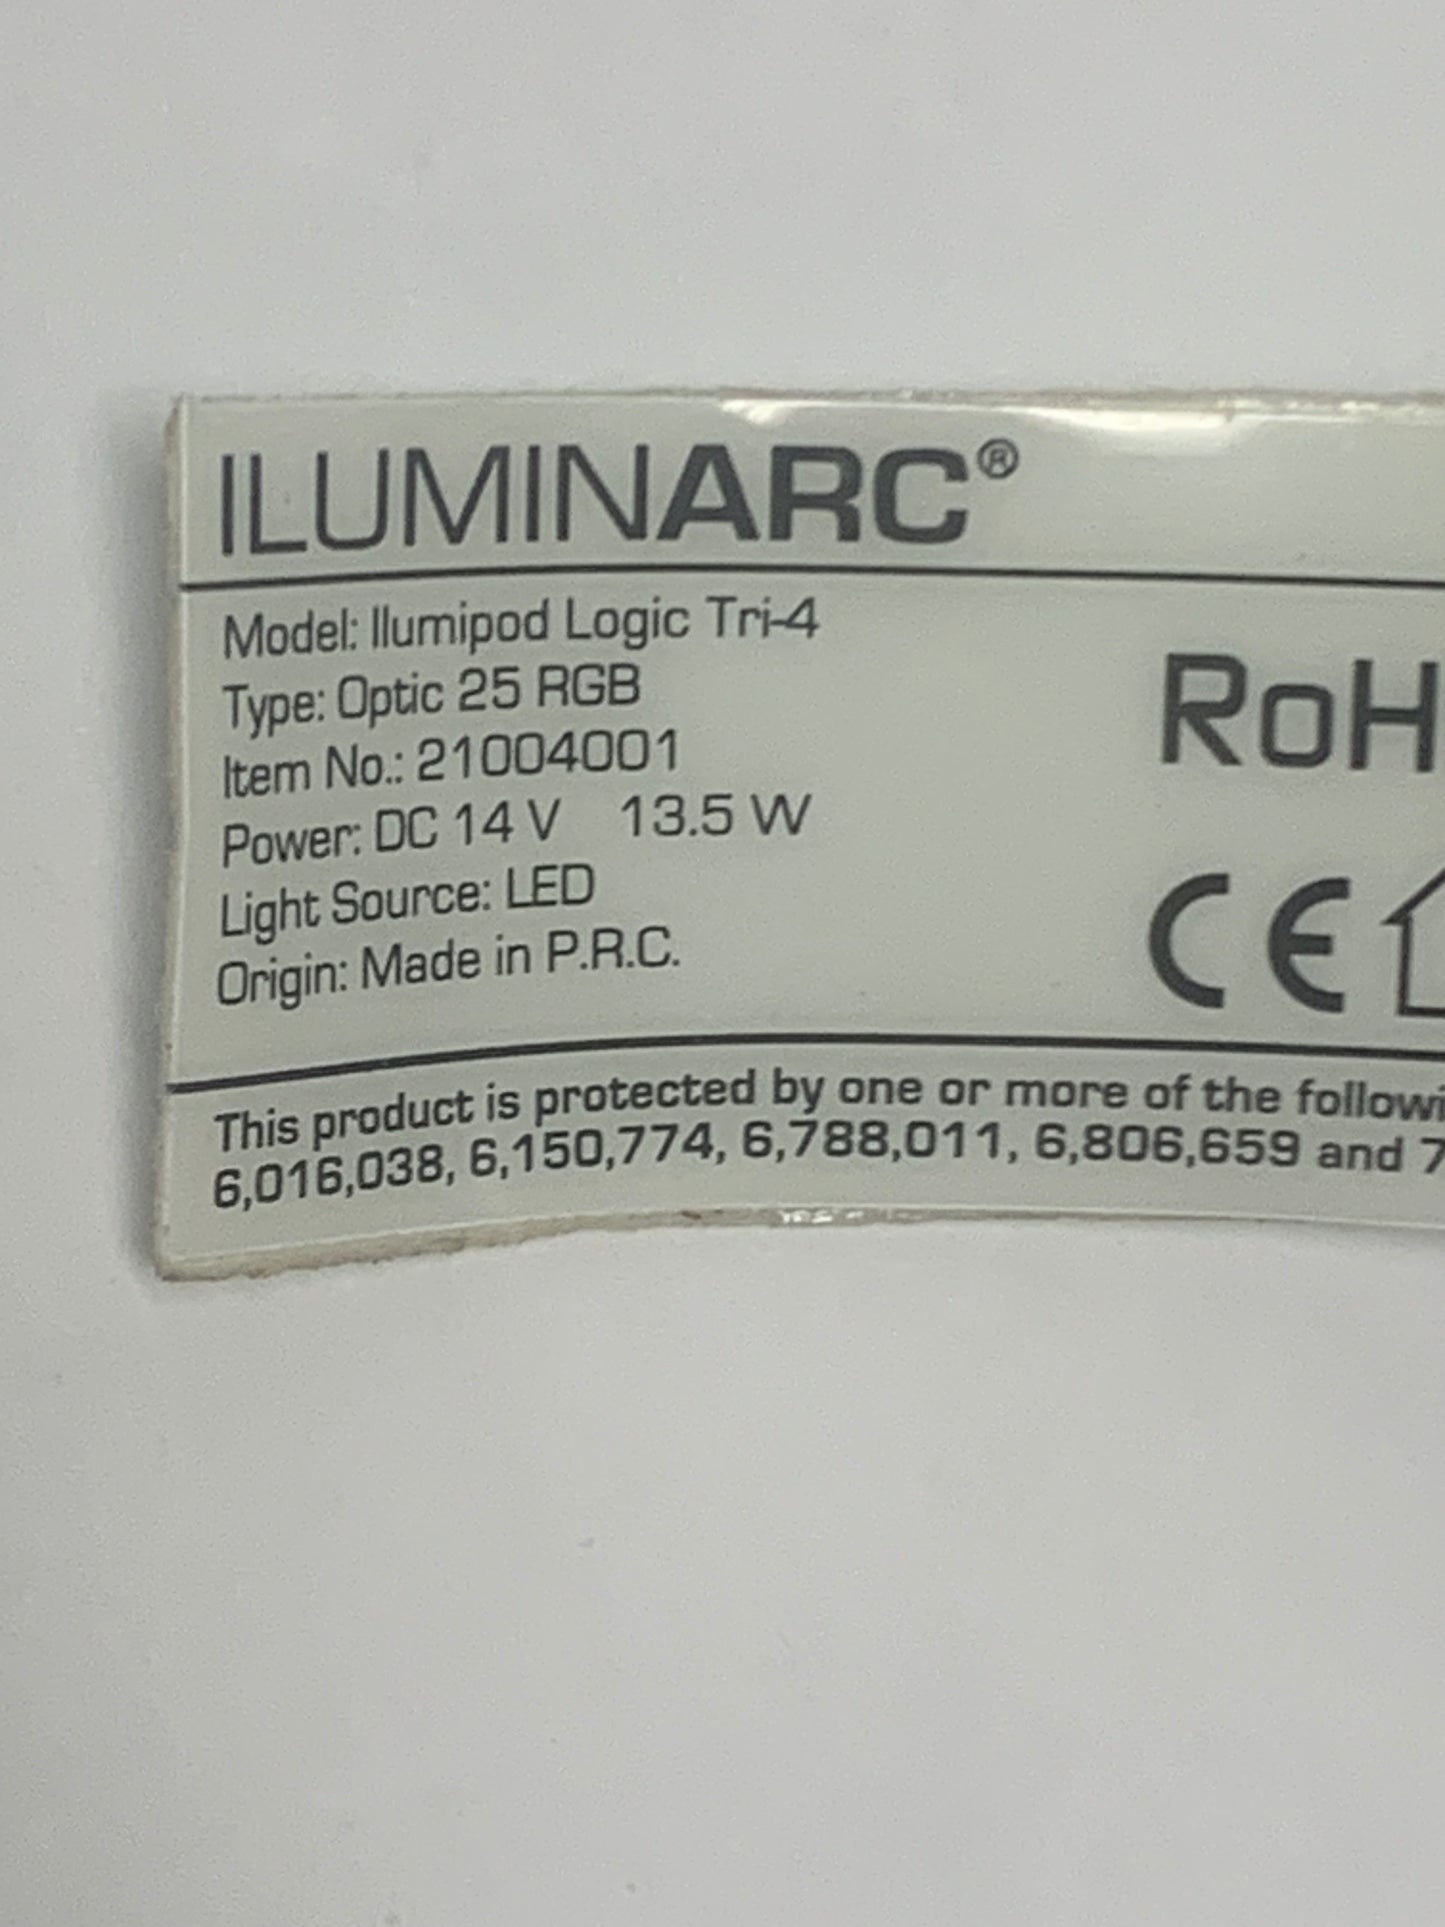 ILUMINARC®
Model: Ilumipod Logic Tri-4
Type: Optic 25 RGB
Item No.: 21004001
Power: DC 14 V 13.5 W
Light Source: LED
Origin: Made in P.R.C.
RoH
CE
This product is protected by one or more of the followi
6,016,038, 6,150,774, 6,788,011, 6,806,659 and 7